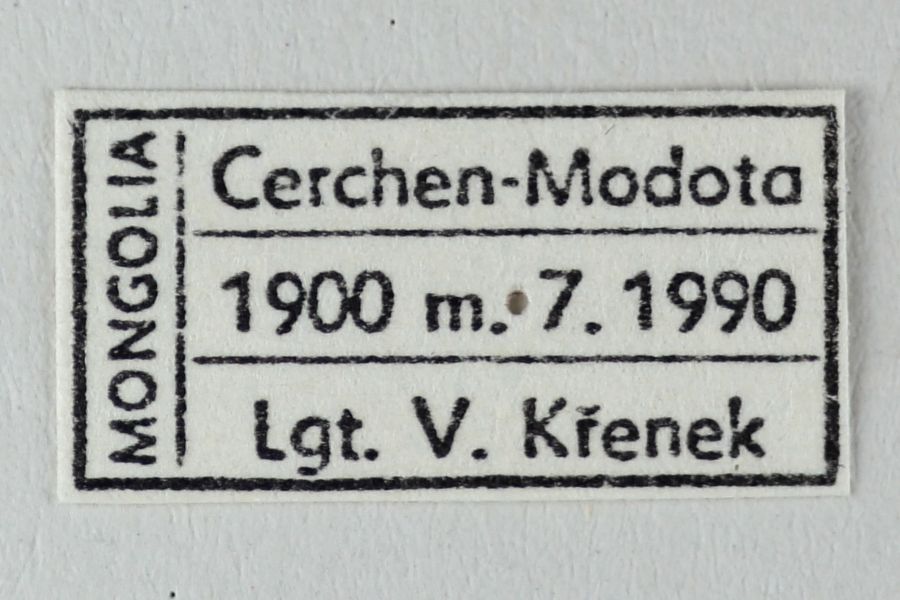 MONGOLIA
Cerchen-Modota
1900 m. 7. 1990
Lgt. V. Křenek